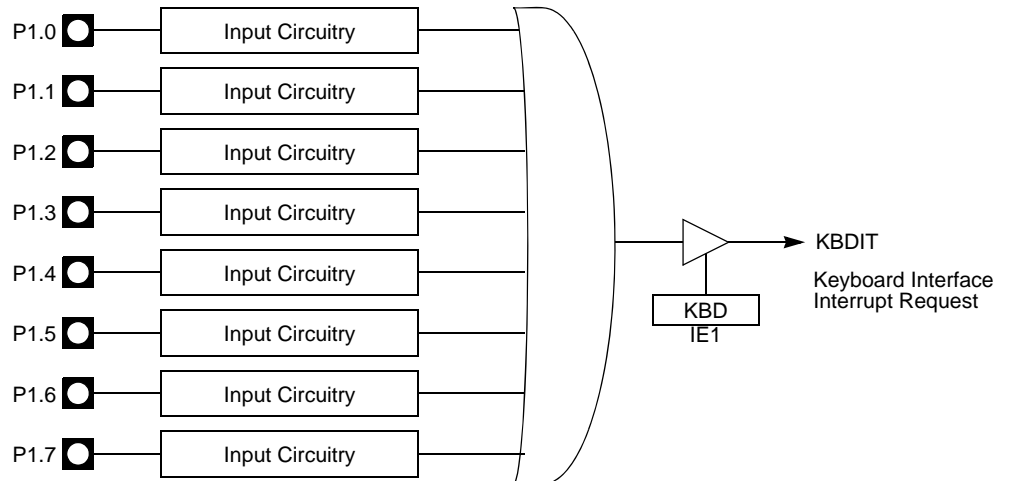 P1.0 Input Circuitry
P1.1 Input Circuitry
P1.2 Input Circuitry
P1.3 Input Circuitry
P1.4 Input Circuitry
P1.5 Input Circuitry
P1.6 Input Circuitry
P1.7 Input Circuitry
KBDIT
Keyboard Interface
Interrupt Request
KBD
IE1